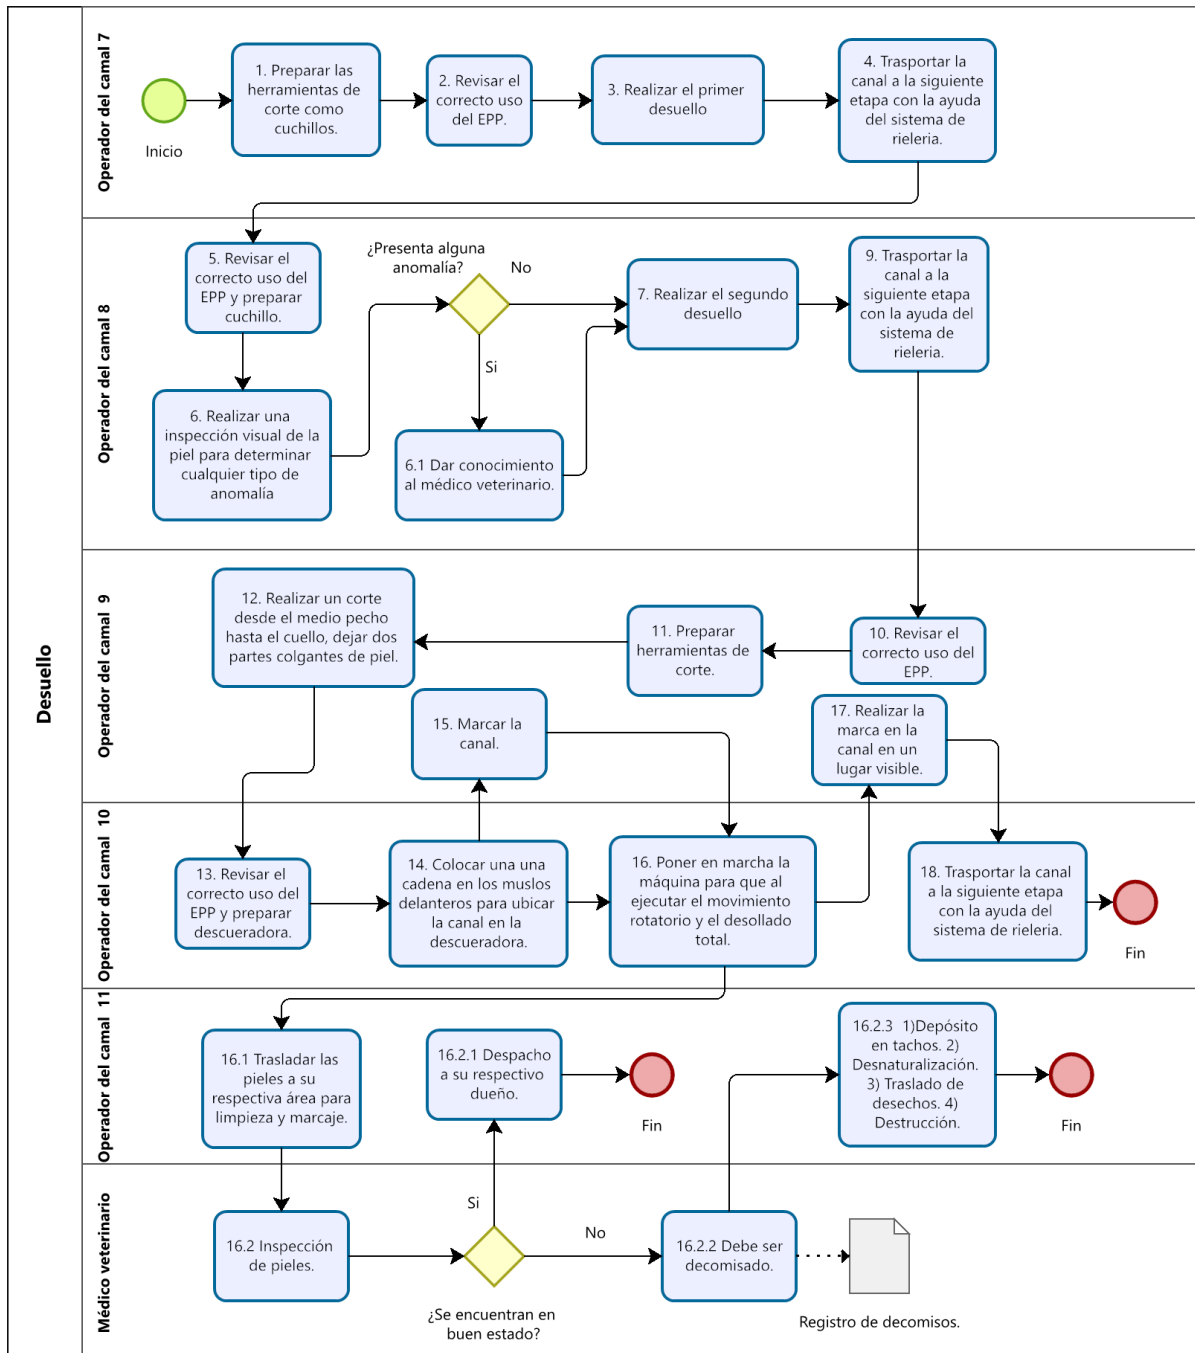 Desuello
Operador del camal 7
Inicio
1. Preparar las
herramientas de
corte como
cuchillos.
2. Revisar el
correcto uso
del EPP.
3. Realizar el primer
desuello
4. Trasportar la
canal a la siguiente
etapa con la ayuda
del sistema de
rieleria.
Operador del camal 8
5. Revisar el
correcto uso del
EPP y preparar
cuchillo.
6. Realizar una
inspección visual de la
piel para determinar
cualquier tipo de
anomalía
¿Presenta alguna
anomalía?
No
Si
6.1 Dar conocimiento
al médico veterinario.
7. Realizar el segundo
desuello
9. Trasportar la
canal a la
siguiente etapa
con la ayuda del
sistema de
rieleria.
Operador del camal 9
10. Revisar el
correcto uso del
EPP.
11. Preparar
herramientas de
corte.
12. Realizar un corte
desde el medio pecho
hasta el cuello, dejar dos
partes colgantes de piel.
15. Marcar la
canal.
17. Realizar la
marca en la
canal en un
lugar visible.
Operador del camal 10
13. Revisar el
correcto uso del
EPP y preparar
descueradora.
14. Colocar una una
cadena en los muslos
delanteros para ubicar
la canal en la
descueradora.
16. Poner en marcha la
máquina para que al
ejecutar el movimiento
rotatorio y el desollado
total.
18. Trasportar la canal
a la siguiente etapa
con la ayuda del
sistema de rieleria.
Fin
Operador del camal 11
16.1 Trasladar las
pieles a su
respectiva área para
limpieza y marcaje.
16.2.1 Despacho
a su respectivo
dueño.
Fin
16.2.3 1)Depósito
en tachos. 2)
Desnaturalización.
3) Traslado de
desechos. 4)
Destrucción.
Fin
Médico veterinario
16.2 Inspección
de pieles.
Si
No
¿Se encuentran en
buen estado?
16.2.2 Debe ser
decomisado.
Registro de decomisos.